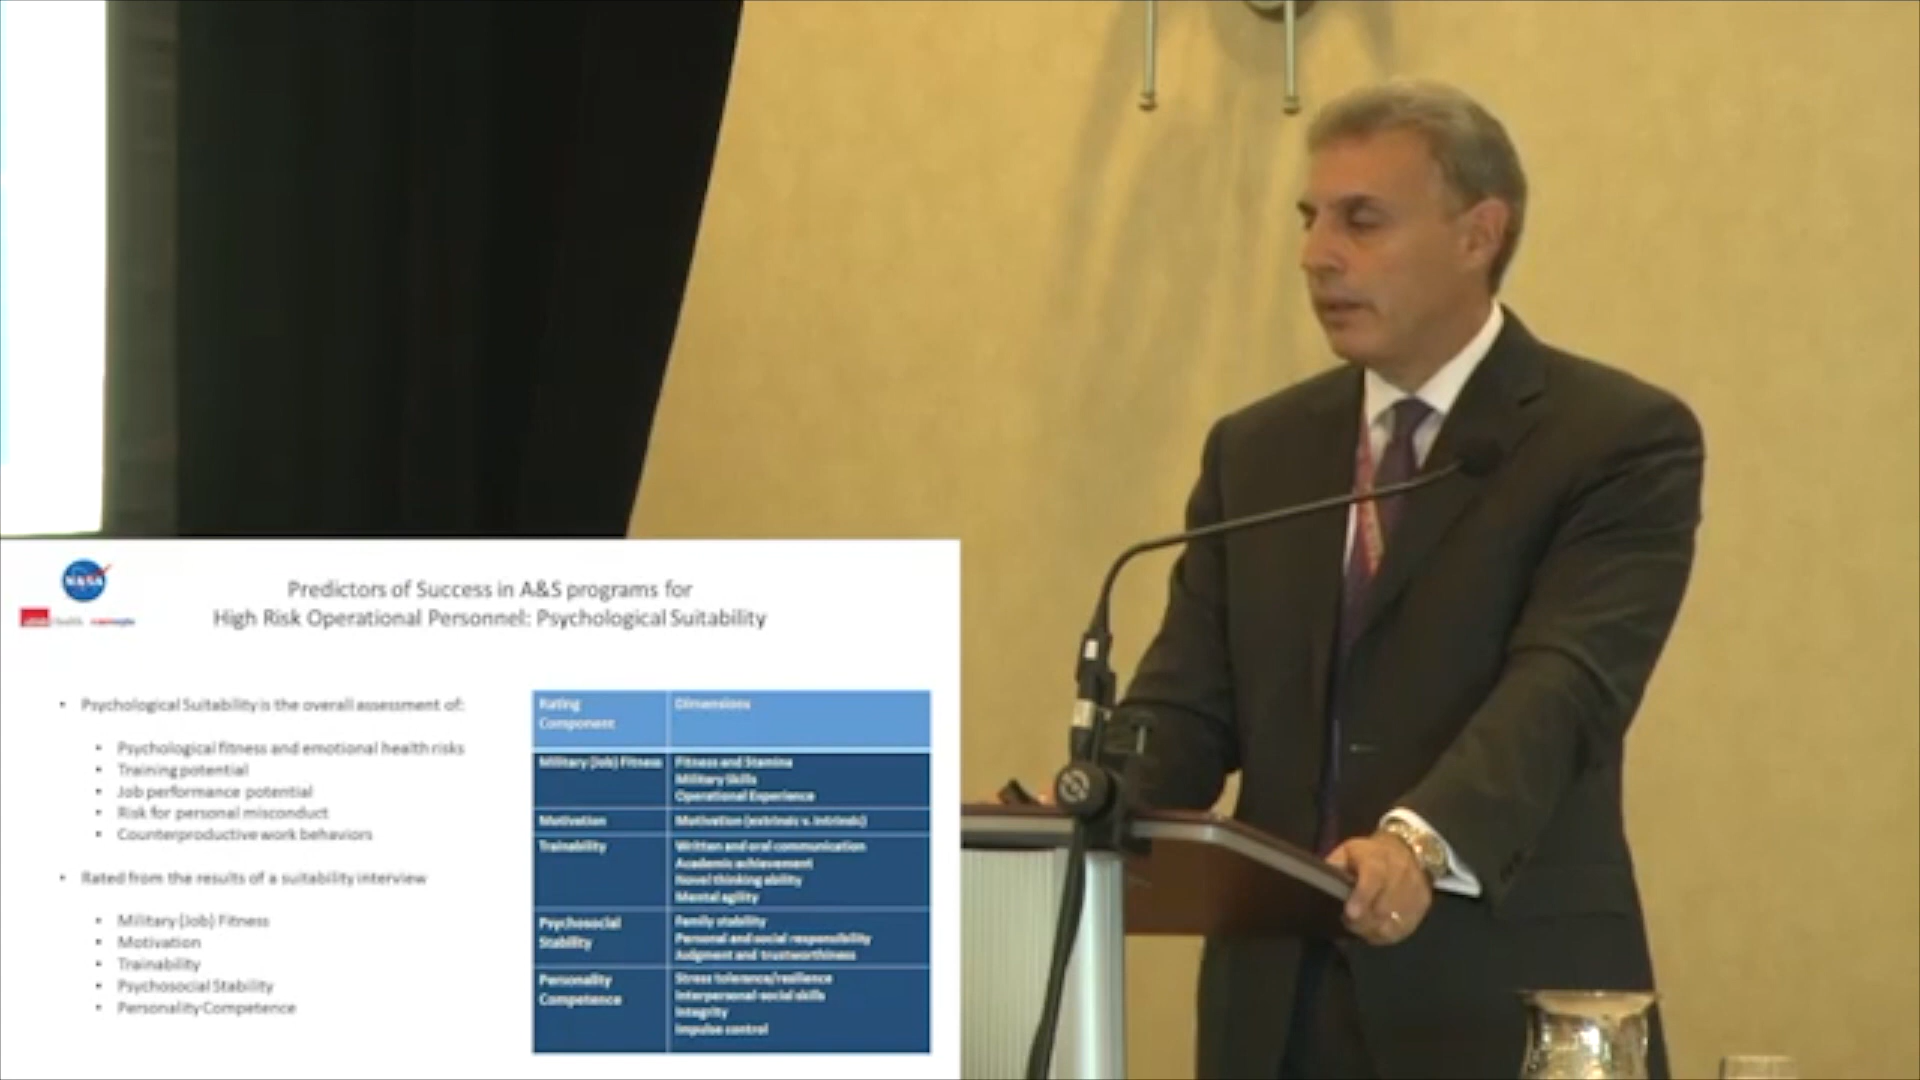 NASA
Predictors of Success in A&S programs for
High Risk Operational Personnel: Psychological Suitability
• Psychological Suitability is the overall assessment of:
• Psychological fitness and emotional health risks
• Training potential
• Job performance potential
• Risk for personal misconduct
• Counterproductive work behaviors
• Rated from the results of a suitability interview
• Military (Job) Fitness
• Motivation
• Trainability
• Psychosocial Stability
• Personality Competence
Rating
Component
Dimensions
Military (Job) Fitness
Fitness and Stamina
Military Skills
Operational Experience
Motivation
Motivation (extrinsic v. intrinsic)
Trainability
Written and oral communication
Academic achievement
Novel thinking ability
Mental agility
Psychosocial
Stability
Family stability
Personal and social responsibility
Judgment and trustworthiness
Personality
Competence
Stress tolerance/resilience
Interpersonal-social skills
Integrity
Impulse control